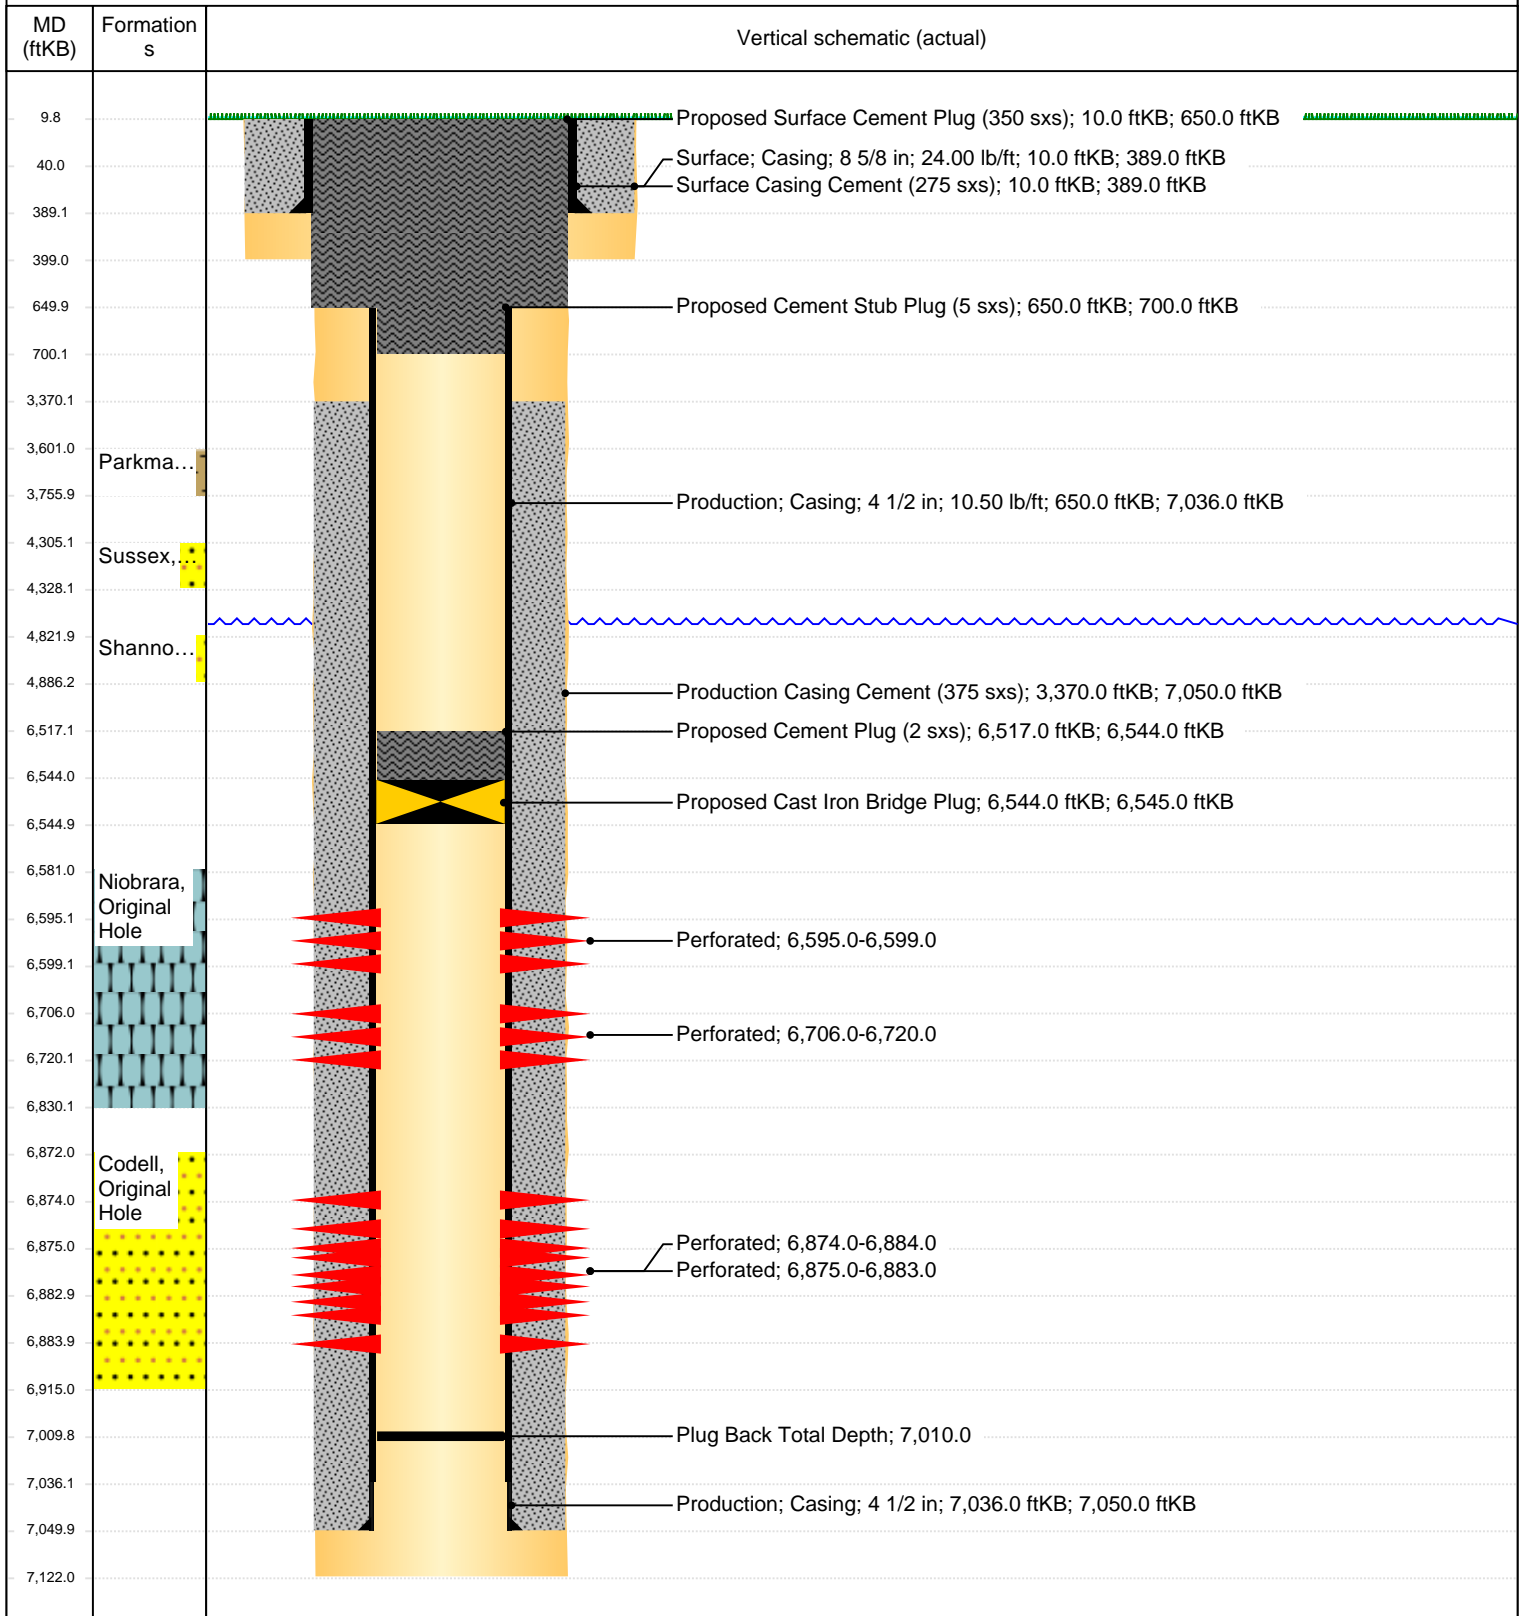 MD
(ftKB)
Formation
s
Vertical schematic (actual)
9.8
Proposed Surface Cement Plug (350 sxs); 10.0 ftKB; 650.0 ftKB
Surface; Casing; 8 5/8 in; 24.00 lb/ft; 10.0 ftKB; 389.0 ftKB
40.0
Surface Casing Cement (275 sxs); 10.0 ftKB; 389.0 ftKB
389.1
399.0
649.9
Proposed Cement Stub Plug (5 sxs); 650.0 ftKB; 700.0 ftKB
700.1
3,370.1
3,601.0
Parkma…
3,755.9
Production; Casing; 4 1/2 in; 10.50 lb/ft; 650.0 ftKB; 7,036.0 ftKB
4,305.1
Sussex,…
4,328.1
4,821.9
Shanno…
4,886.2
Production Casing Cement (375 sxs); 3,370.0 ftKB; 7,050.0 ftKB
6,517.1
Proposed Cement Plug (2 sxs); 6,517.0 ftKB; 6,544.0 ftKB
6,544.0
Proposed Cast Iron Bridge Plug; 6,544.0 ftKB; 6,545.0 ftKB
6,544.9
6,581.0
Niobrara,
Original
Hole
6,595.1
Perforated; 6,595.0-6,599.0
6,599.1
6,706.0
Perforated; 6,706.0-6,720.0
6,720.1
6,830.1
6,872.0
Codell,
Original
Hole
6,874.0
6,875.0
Perforated; 6,874.0-6,884.0
Perforated; 6,875.0-6,883.0
6,882.9
6,883.9
6,915.0
7,009.8
Plug Back Total Depth; 7,010.0
7,036.1
Production; Casing; 4 1/2 in; 7,036.0 ftKB; 7,050.0 ftKB
7,049.9
7,122.0